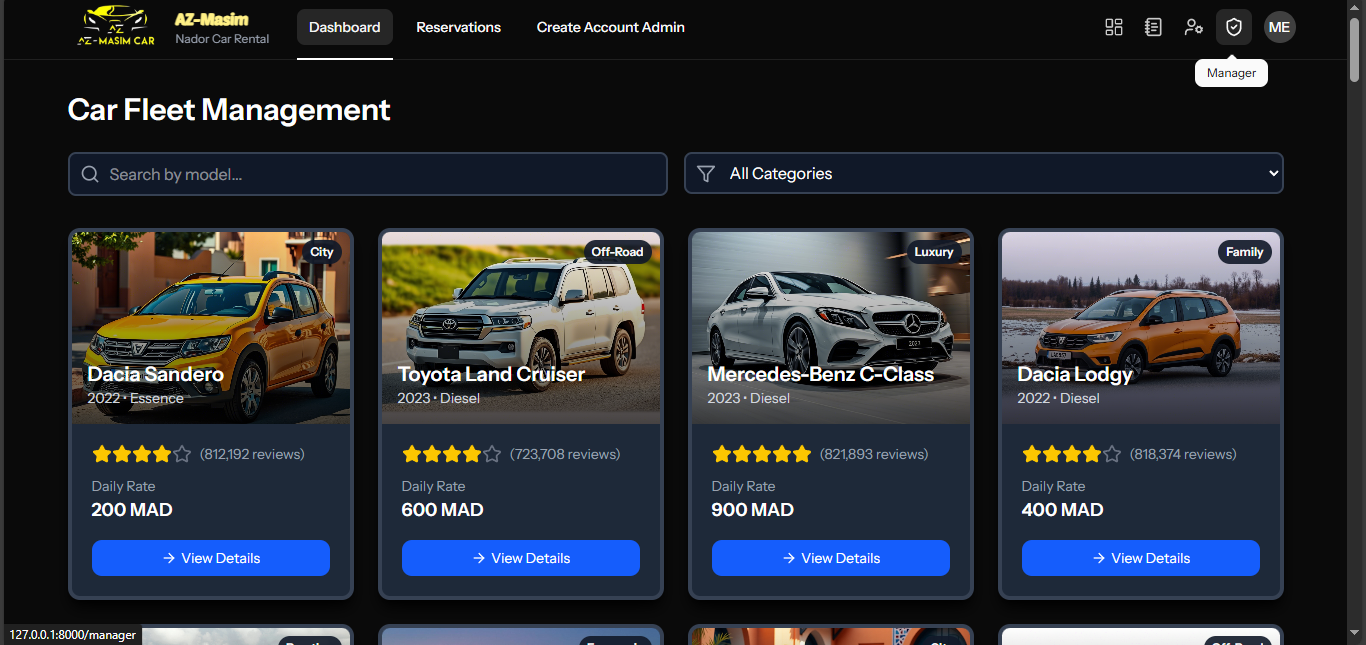 AZ
AZ-MASIM CAR
AZ-Masim
Nador Car Rental
Dashboard
Reservations
Create Account Admin
ME
Manager
Car Fleet Management
Search by model...
All Categories
City
Dacia Sandero
2022 • Essence
(812,192 reviews)
Daily Rate
200 MAD
→ View Details
Off-Road
Toyota Land Cruiser
2023 • Diesel
(723,708 reviews)
Daily Rate
600 MAD
→ View Details
Luxury
Mercedes-Benz C-Class
2023 • Diesel
(821,893 reviews)
Daily Rate
900 MAD
→ View Details
Family
Dacia Lodgy
2022 • Diesel
(818,374 reviews)
Daily Rate
400 MAD
→ View Details
127.0.0.1:8000/manager